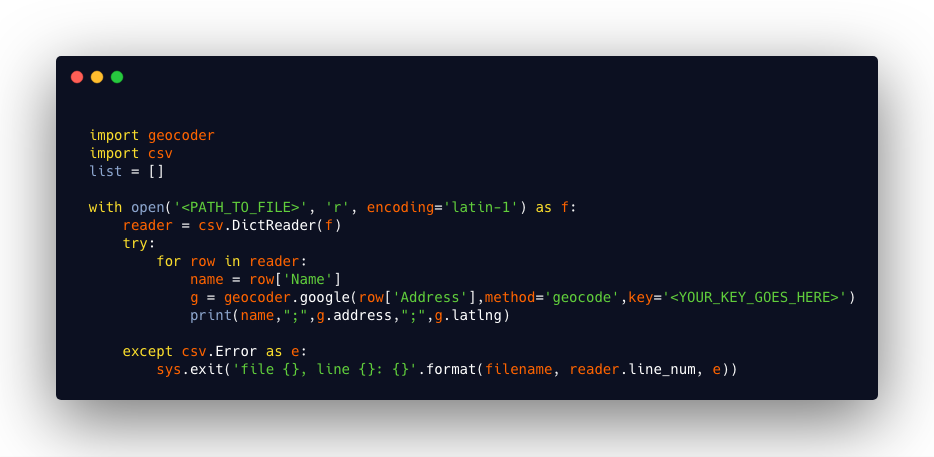 import geocoder
import csv
list = []
with open('<PATH_TO_FILE>', 'r', encoding='latin-1') as f:
    reader = csv.DictReader(f)
    try:
        for row in reader:
            name = row['Name']
            g = geocoder.google(row['Address'],method='geocode',key='<YOUR_KEY_GOES_HERE>')
            print(name,";",g.address,";",g.latlng)
    except csv.Error as e:
        sys.exit('file {}, line {}: {}'.format(filename, reader.line_num, e))